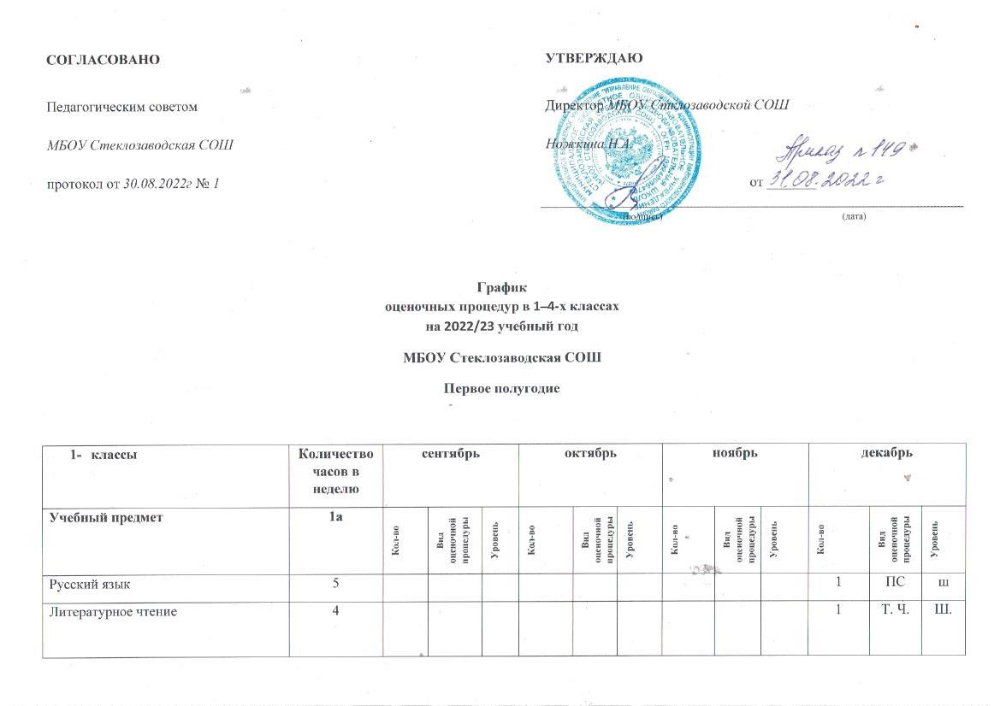 СОГЛАСОВАНО
Педагогическим советом
МБОУ Стеклозаводская СОШ
протокол от 30.08.2022г № 1
УТВЕРЖДАЮ
Директор МБОУ Стклозаводской СОШ
Ножкина Н.А.
Приказ № 149
от 31.08.2022 г
(подпись) (дата)
График
оценочных процедур в 1–4-х классах
на 2022/23 учебный год
МБОУ Стеклозаводская СОШ
Первое полугодие
1- классы Количество часов в неделю сентябрь октябрь ноябрь декабрь
Учебный предмет 1а Кол-во Вид оценочной процедуры Уровень Кол-во Вид оценочной процедуры Уровень Кол-во Вид оценочной процедуры Уровень Кол-во Вид оценочной процедуры Уровень
Русский язык 5 1 ПС ш
Литературное чтение 4 1 Т. Ч. Ш.